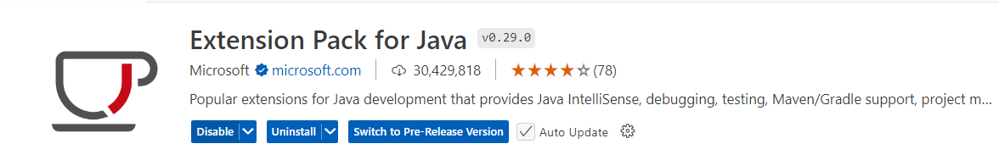 Extension Pack for Java v0.29.0
Microsoft microsoft.com 30,429,818 (78)
Popular extensions for Java development that provides Java IntelliSense, debugging, testing, Maven/Gradle support, project m...
Disable Uninstall Switch to Pre-Release Version Auto Update